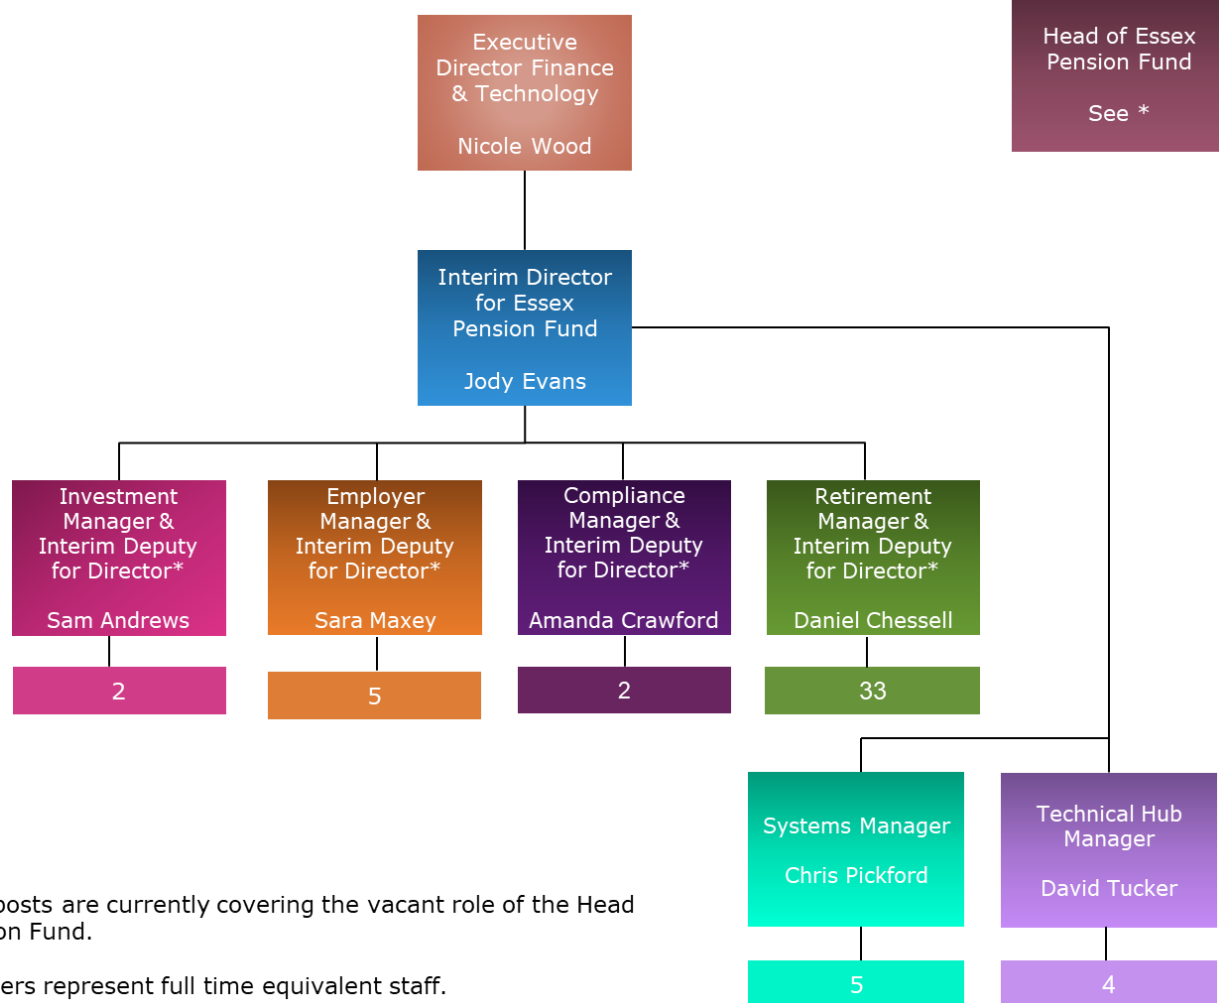 Executive
Director Finance
& Technology
Nicole Wood
Head of Essex
Pension Fund
See *
Interim Director
for Essex
Pension Fund
Jody Evans
Investment
Manager &
Interim Deputy
for Director*
Sam Andrews
2
Employer
Manager &
Interim Deputy
for Director*
Sara Maxey
5
Compliance
Manager &
Interim Deputy
for Director*
Amanda Crawford
2
Retirement
Manager &
Interim Deputy
for Director*
Daniel Chessell
33
Systems Manager
Chris Pickford
5
Technical Hub
Manager
David Tucker
4
posts are currently covering the vacant role of the Head
on Fund.
ers represent full time equivalent staff.